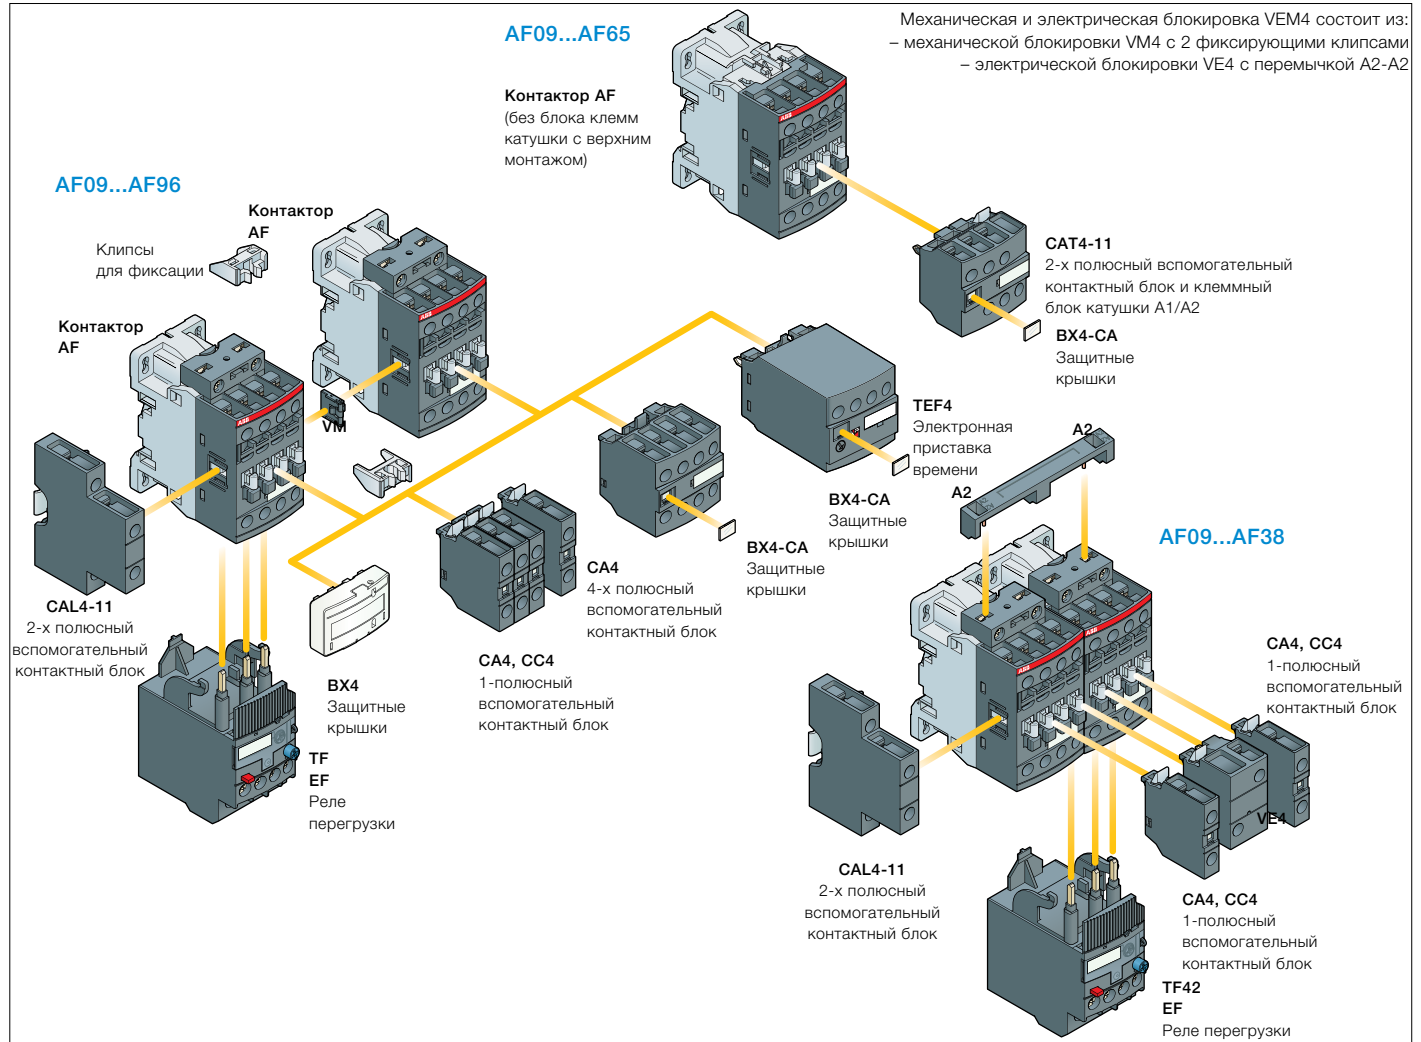 Механическая и электрическая блокировка VEM4 состоит из:
– механической блокировки VM4 с 2 фиксирующими клипсами
– электрической блокировки VE4 с перемычкой A2-A2
AF09...AF65
Контактор AF
(без блока клемм
катушки с верхним
монтажом)
ABB
CAT4-11
2-х полюсный вспомогательный
контактный блок и клеммный
блок катушки A1/A2
BX4-CA
Защитные
крышки
AF09...AF96
Контактор
AF
Клипсы
для фиксации
Контактор
AF
ABB
ABB
VM
TEF4
Электронная
приставка
времени
BX4-CA
Защитные
крышки
BX4-CA
Защитные
крышки
CA4
4-х полюсный
вспомогательный
контактный блок
CA4, CC4
1-полюсный
вспомогательный
контактный блок
BX4
Защитные
крышки
CAL4-11
2-х полюсный
вспомогательный
контактный блок
TF
EF
Реле
перегрузки
A2
A2
AF09...AF38
ABB
ABB
CA4, CC4
1-полюсный
вспомогательный
контактный блок
VE4
CAL4-11
2-х полюсный
вспомогательный
контактный блок
CA4, CC4
1-полюсный
вспомогательный
контактный блок
TF42
EF
Реле перегрузки